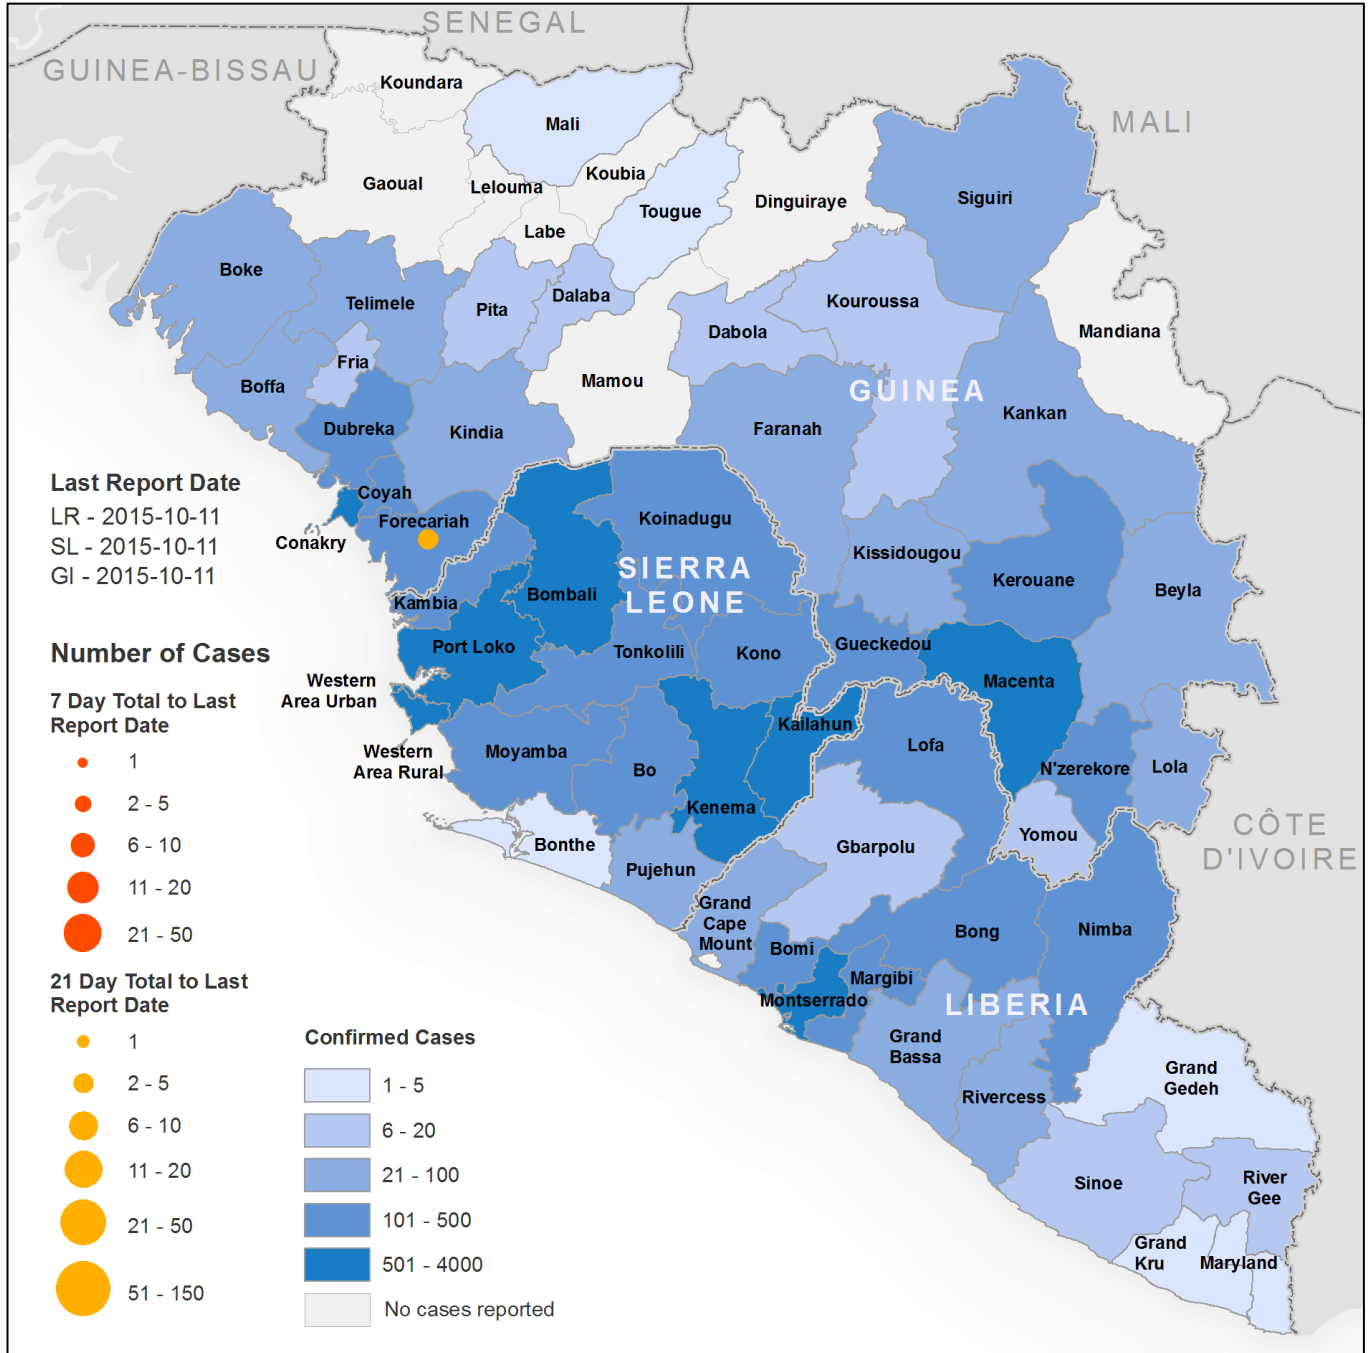 SENEGAL
GUINEA-BISSAU
MALI
Koundara
Mali
Gaoual
Lelouma
Koubia
Labe
Tougue
Dinguiraye
Siguiri
Boke
Telimele
Pita
Dalaba
Kouroussa
Dabola
Mandiana
Fria
Boffa
Mamou
GUINEA
Kankan
Dubreka
Kindia
Faranah
Last Report Date
LR - 2015-10-11
SL - 2015-10-11
GI - 2015-10-11
Coyah
Forecariah
Conakry
Koinadugu
Kissidougou
SIERRA
LEONE
Kerouane
Beyla
Bombali
Kambia
Port Loko
Tonkolili
Kono
Gueckedou
Macenta
Western
Area Urban
Western
Area Rural
Moyamba
Bo
Kailahun
Lofa
N'zerekore
Lola
Kenema
Bonthe
Pujehun
Gbarpolu
Yomou
CÔTE
D'IVOIRE
Grand
Cape
Mount
Bomi
Bong
Nimba
Margibi
Montserrado
LIBERIA
Grand
Bassa
Rivercess
Grand
Gedeh
Sinoe
River
Gee
Grand
Kru
Maryland
Number of Cases
7 Day Total to Last
Report Date
1
2 - 5
6 - 10
11 - 20
21 - 50
21 Day Total to Last
Report Date
1
2 - 5
6 - 10
11 - 20
21 - 50
51 - 150
Confirmed Cases
1 - 5
6 - 20
21 - 100
101 - 500
501 - 4000
No cases reported